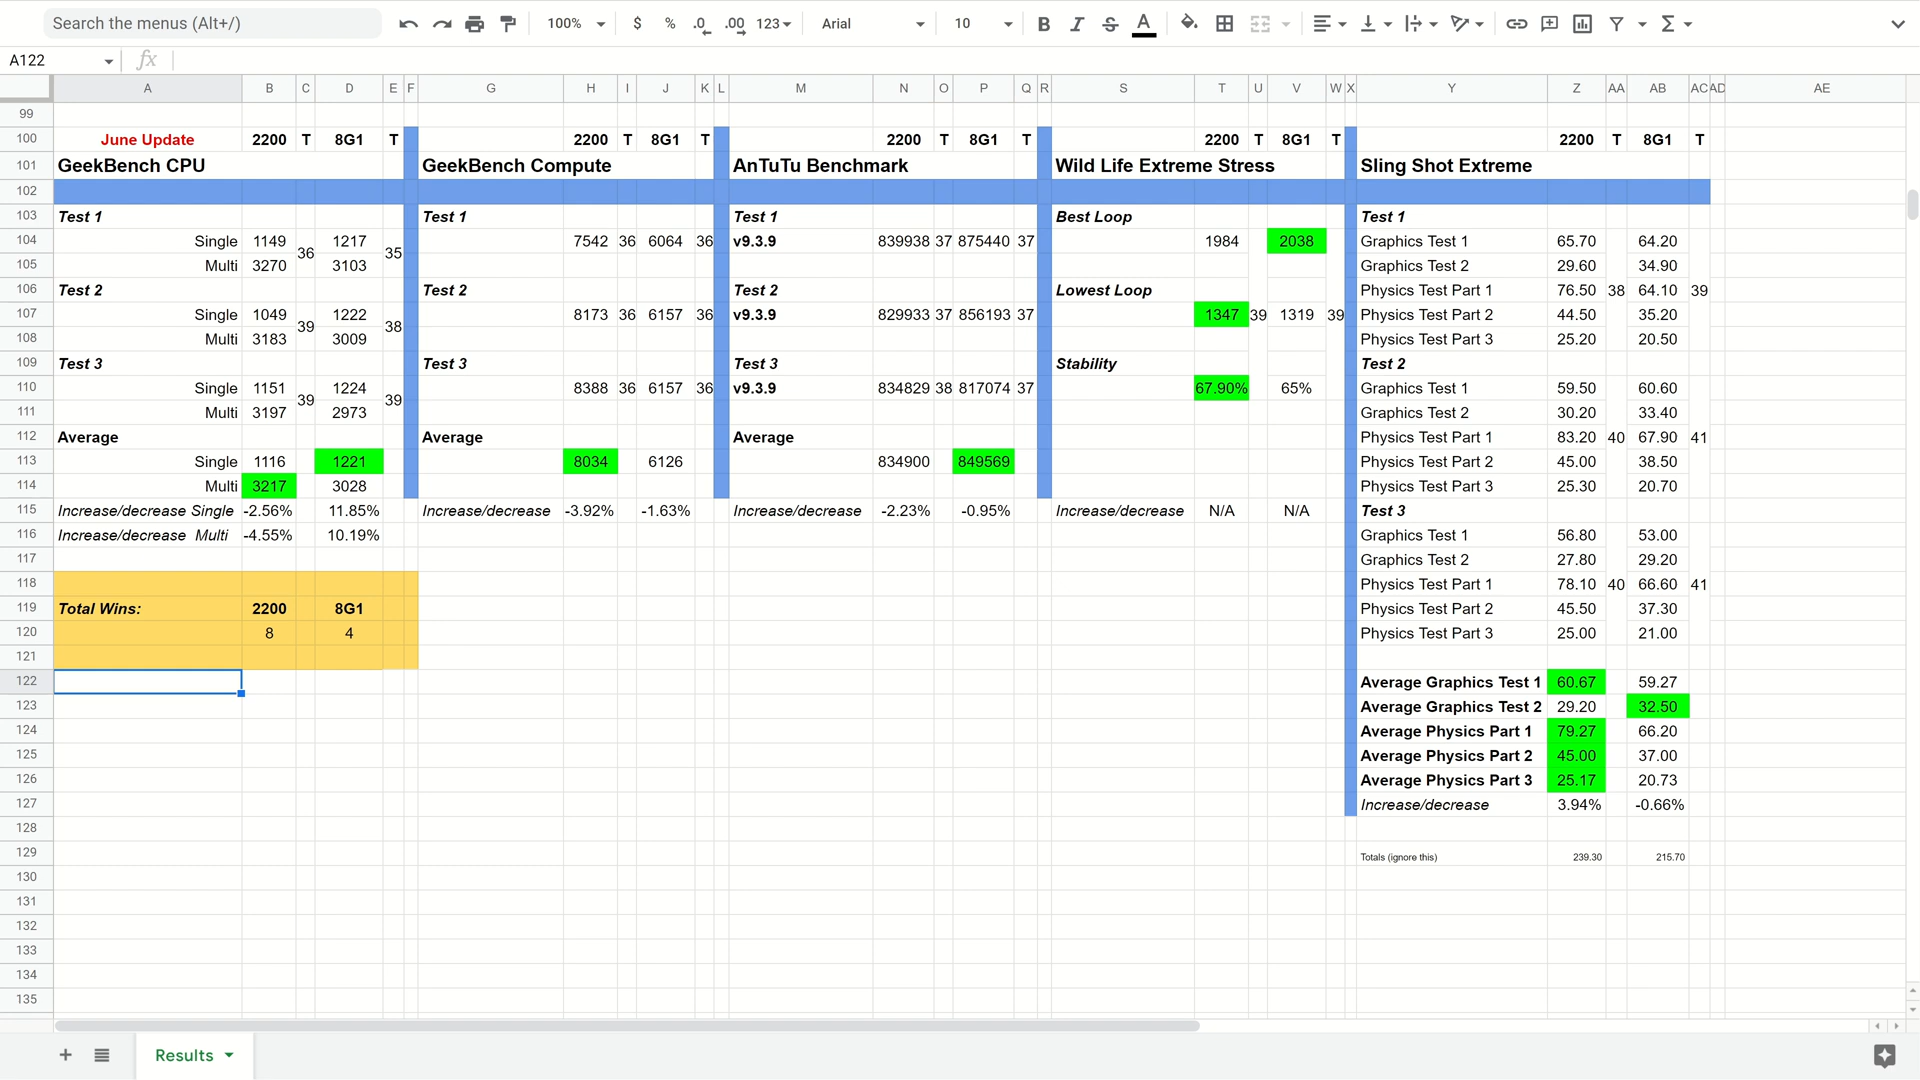 Search the menus (Alt+/)
100%
$ % .0 .00 123
Arial
10
B I S A
A122
fx
A B C D E F G H I J K L M N O P Q R S T U V W X Y Z AA AB AC AD AE
99
100 June Update 2200 T 8G1 T 2200 T 8G1 T 2200 T 8G1 T 2200 T 8G1 T 2200 T 8G1 T
101 GeekBench CPU GeekBench Compute AnTuTu Benchmark Wild Life Extreme Stress Sling Shot Extreme
102
103 Test 1 Test 1 Test 1 Best Loop Test 1
104 Single 1149 36 1217 35 7542 36 6064 36 v9.3.9 839938 37 875440 37 1984 2038 Graphics Test 1 65.70 64.20
105 Multi 3270 3103 Graphics Test 2 29.60 34.90
106 Test 2 Test 2 Test 2 Lowest Loop Physics Test Part 1 76.50 38 64.10 39
107 Single 1049 39 1222 38 8173 36 6157 36 v9.3.9 829933 37 856193 37 1347 39 1319 39 Physics Test Part 2 44.50 35.20
108 Multi 3183 3009 Physics Test Part 3 25.20 20.50
109 Test 3 Test 3 Test 3 Stability Test 2
110 Single 1151 39 1224 39 8388 36 6157 36 v9.3.9 834829 38 817074 37 67.90% 65% Graphics Test 1 59.50 60.60
111 Multi 3197 2973 Graphics Test 2 30.20 33.40
112 Average Average Average Physics Test Part 1 83.20 40 67.90 41
113 Single 1116 1221 8034 6126 834900 849569 Physics Test Part 2 45.00 38.50
114 Multi 3217 3028 Physics Test Part 3 25.30 20.70
115 Increase/decrease Single -2.56% 11.85% Increase/decrease -3.92% -1.63% Increase/decrease -2.23% -0.95% Increase/decrease N/A N/A Test 3
116 Increase/decrease Multi -4.55% 10.19% Graphics Test 1 56.80 53.00
117 Graphics Test 2 27.80 29.20
118 Physics Test Part 1 78.10 40 66.60 41
119 Total Wins: 2200 8G1 Physics Test Part 2 45.50 37.30
120 8 4 Physics Test Part 3 25.00 21.00
121
122 Average Graphics Test 1 60.67 59.27
123 Average Graphics Test 2 29.20 32.50
124 Average Physics Part 1 79.27 66.20
125 Average Physics Part 2 45.00 37.00
126 Average Physics Part 3 25.17 20.73
127 Increase/decrease 3.94% -0.66%
128
129 Totals (ignore this) 239.30 215.70
130
131
132
133
134
135
Results